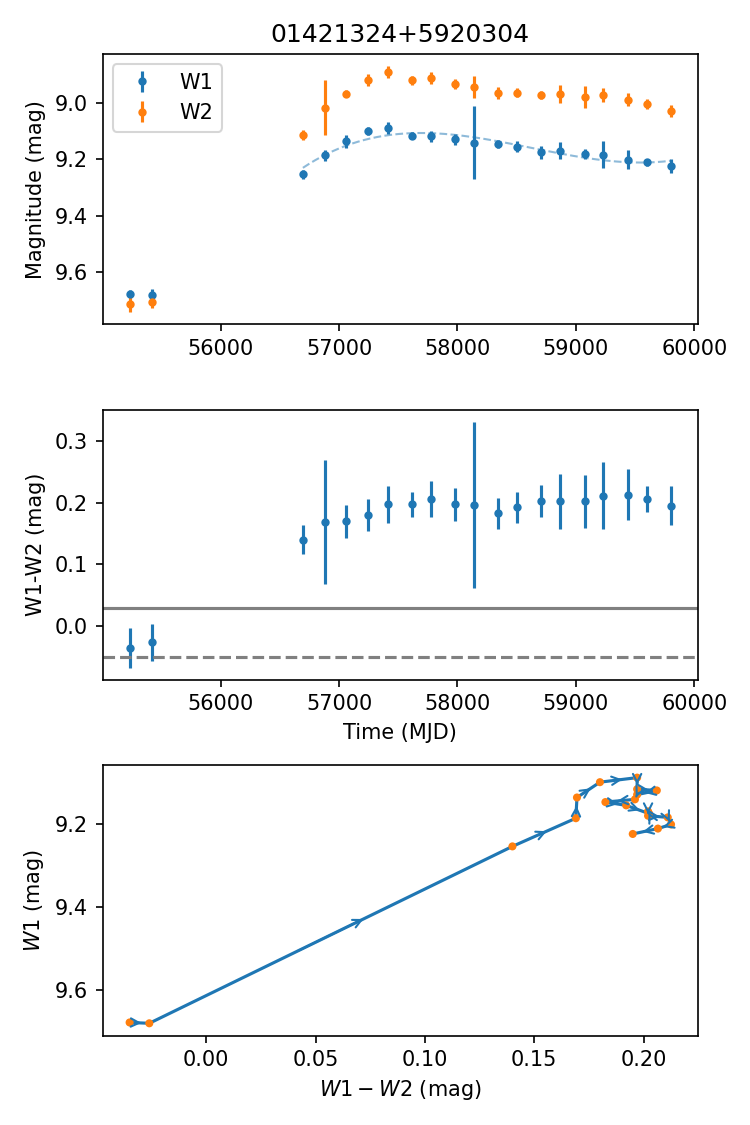 01421324+5920304
W1
W2
Magnitude (mag)
9.0
9.2
9.4
9.6
56000 57000 58000 59000 60000
W1-W2 (mag)
0.3
0.2
0.1
0.0
56000 57000 58000 59000 60000
Time (MJD)
W1 (mag)
9.2
9.4
9.6
0.00 0.05 0.10 0.15 0.20
W1 − W2 (mag)